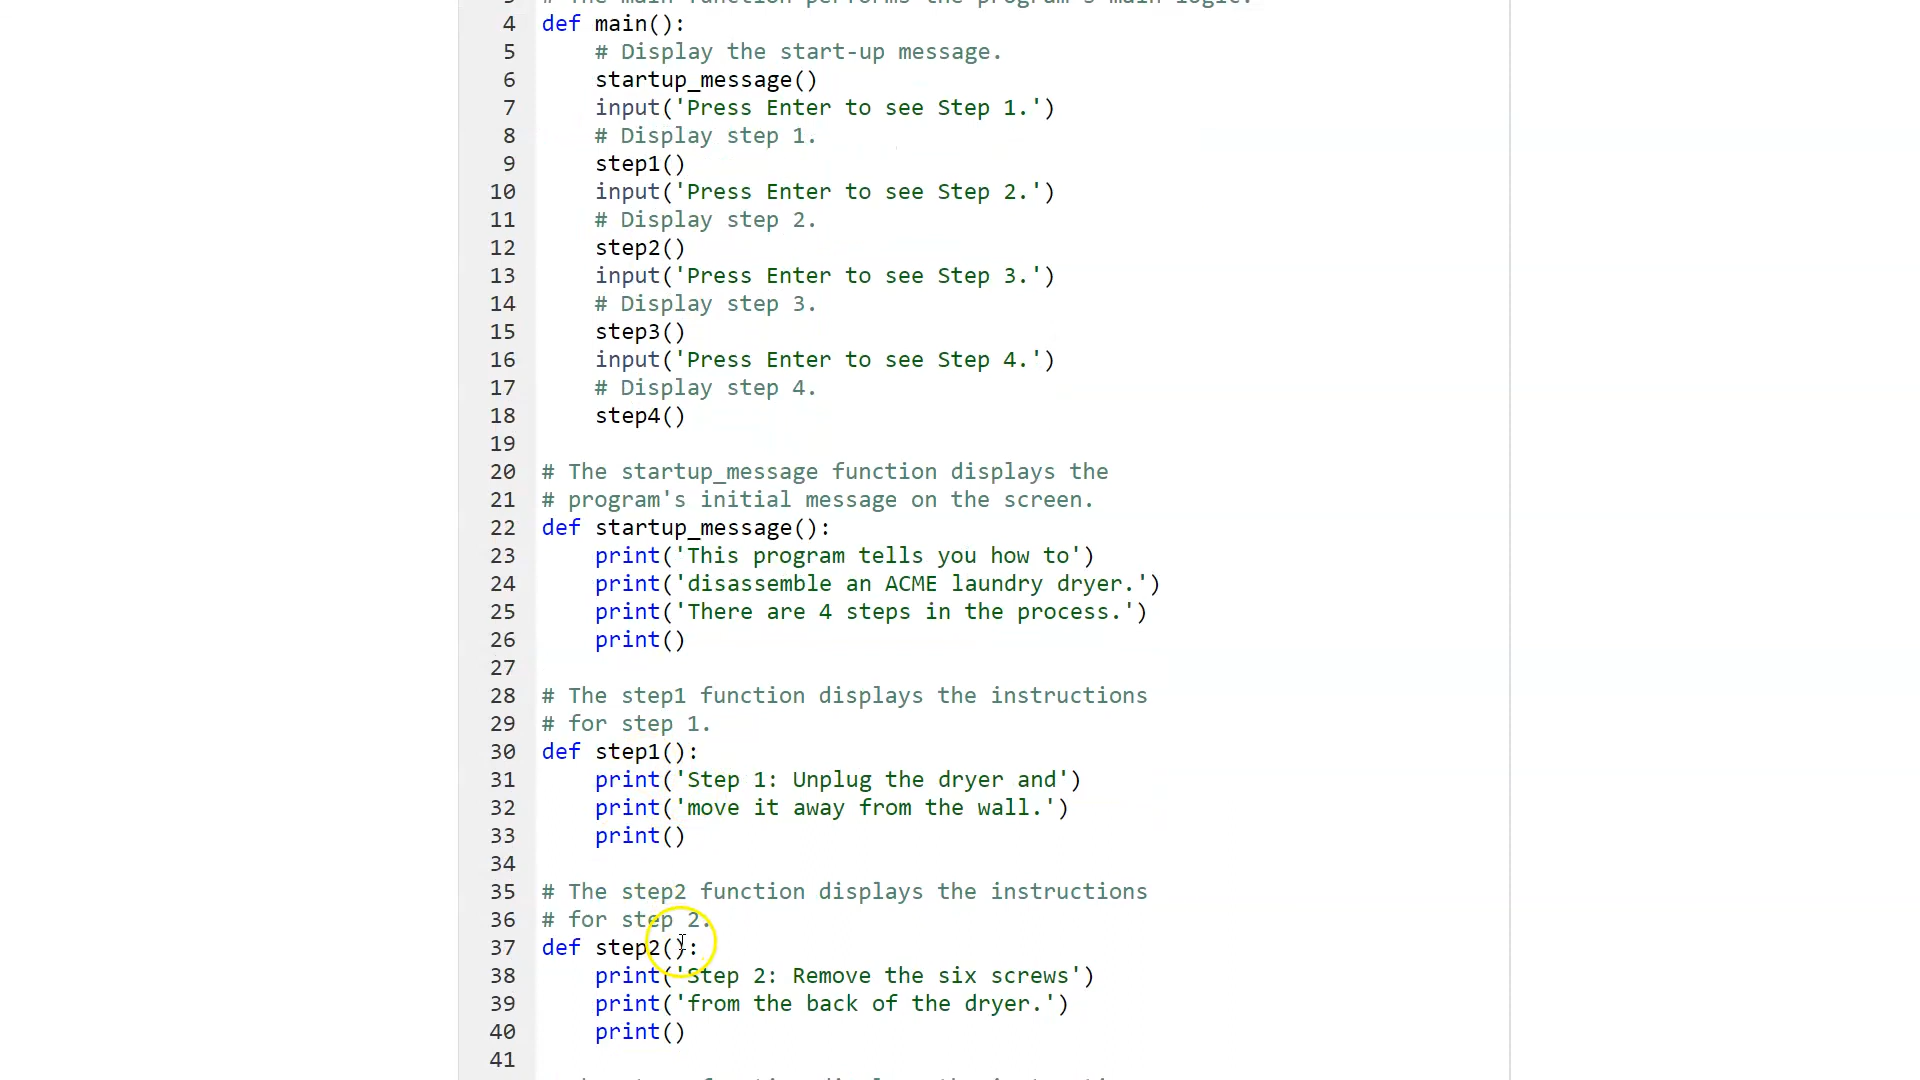 # The main function performs the program's main logic.
4 def main():
5     # Display the start-up message.
6     startup_message()
7     input('Press Enter to see Step 1.')
8     # Display step 1.
9     step1()
10     input('Press Enter to see Step 2.')
11     # Display step 2.
12     step2()
13     input('Press Enter to see Step 3.')
14     # Display step 3.
15     step3()
16     input('Press Enter to see Step 4.')
17     # Display step 4.
18     step4()
19
20 # The startup_message function displays the
21 # program's initial message on the screen.
22 def startup_message():
23     print('This program tells you how to')
24     print('disassemble an ACME laundry dryer.')
25     print('There are 4 steps in the process.')
26     print()
27
28 # The step1 function displays the instructions
29 # for step 1.
30 def step1():
31     print('Step 1: Unplug the dryer and')
32     print('move it away from the wall.')
33     print()
34
35 # The step2 function displays the instructions
36 # for step 2.
37 def step2():
38     print('Step 2: Remove the six screws')
39     print('from the back of the dryer.')
40     print()
41